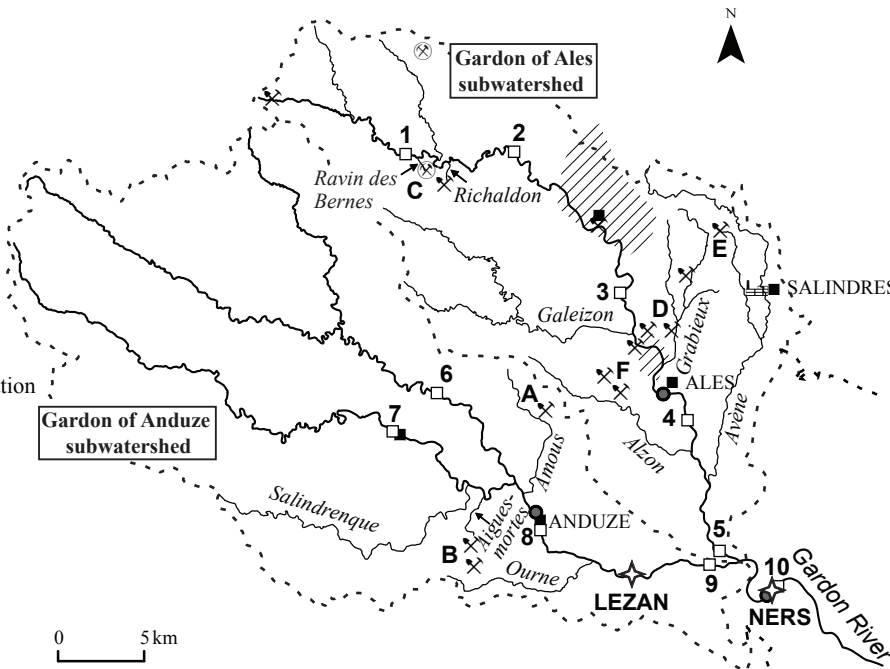 N
Gardon of Ales
subwatershed
1
2
Ravin des
Bernes
C
Richaldon
E
3
SALINDRES
Galeizon
D
Grabieux
F
ALES
tion
6
A
4
Avène
Gardon of Anduze
subwatershed
7
Alzon
Amous
Salindrenque
Aigues-
mortes
ANDUZE
8
B
5
Ourne
9
10
LEZAN
NERS
Gardon River
0
5 km